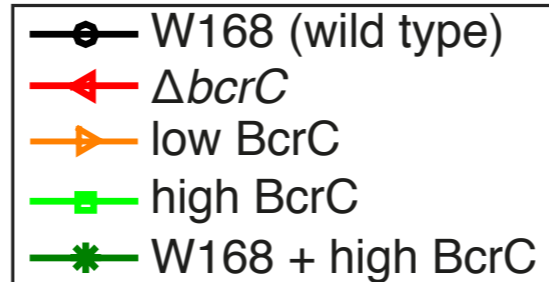 W168 (wild type)
ΔbcrC
low BcrC
high BcrC
W168 + high BcrC